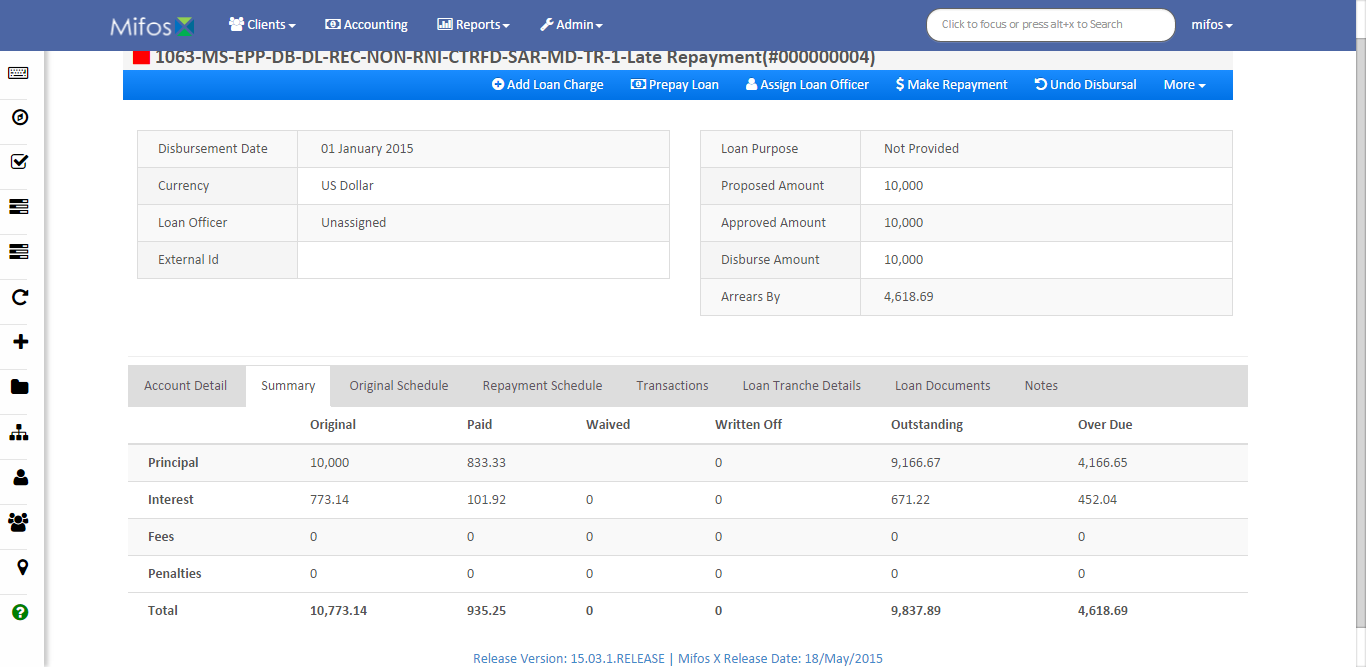 Mifos X Clients Accounting Reports Admin Click to focus or press alt+x to Search mifos
1063-MS-EPP-DB-DL-REC-NON-RNI-CTRFD-SAR-MD-TR-1-Late Repayment(#000000004)
Add Loan Charge Prepay Loan Assign Loan Officer $ Make Repayment Undo Disbursal More
Disbursement Date 01 January 2015
Currency US Dollar
Loan Officer Unassigned
External Id
Loan Purpose Not Provided
Proposed Amount 10,000
Approved Amount 10,000
Disburse Amount 10,000
Arrears By 4,618.69
Account Detail Summary Original Schedule Repayment Schedule Transactions Loan Tranche Details Loan Documents Notes
Original Paid Waived Written Off Outstanding Over Due
Principal 10,000 833.33 0 9,166.67 4,166.65
Interest 773.14 101.92 0 0 671.22 452.04
Fees 0 0 0 0 0 0
Penalties 0 0 0 0 0 0
Total 10,773.14 935.25 0 0 9,837.89 4,618.69
Release Version: 15.03.1.RELEASE | Mifos X Release Date: 18/May/2015